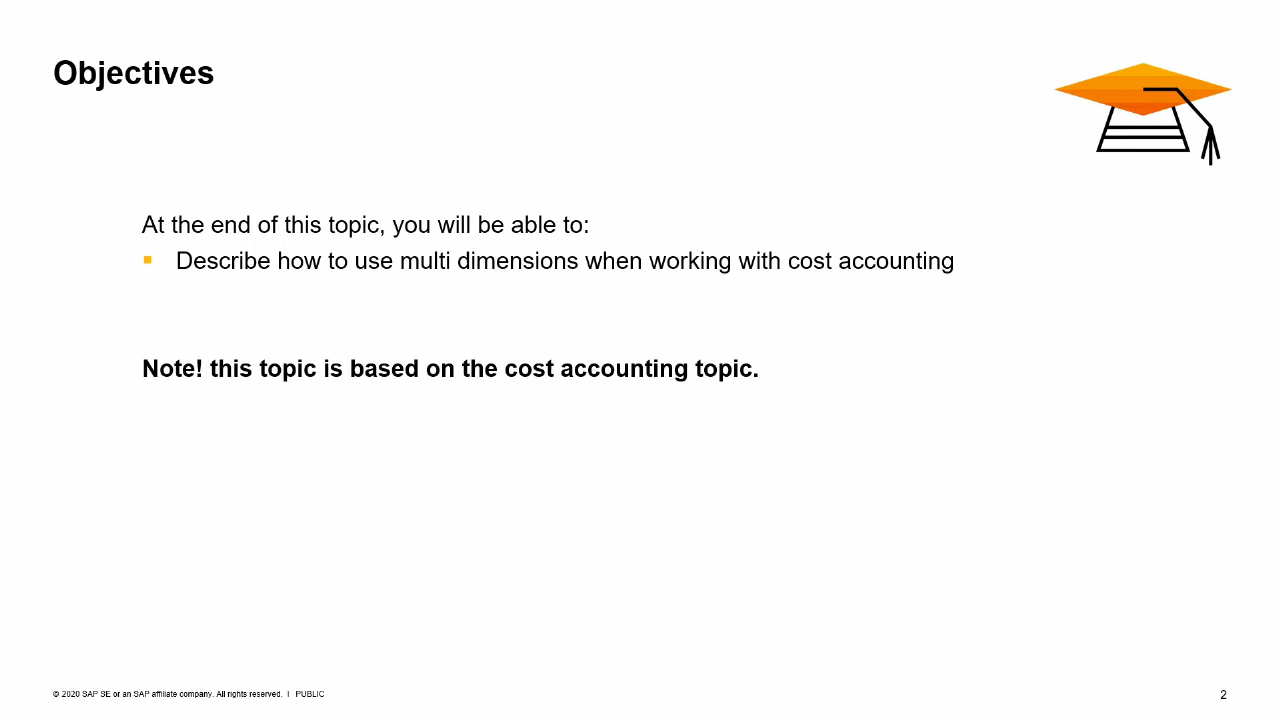 Objectives
At the end of this topic, you will be able to:
Describe how to use multi dimensions when working with cost accounting
Note! this topic is based on the cost accounting topic.
© 2020 SAP SE or an SAP affiliate company. All rights reserved. I PUBLIC
2